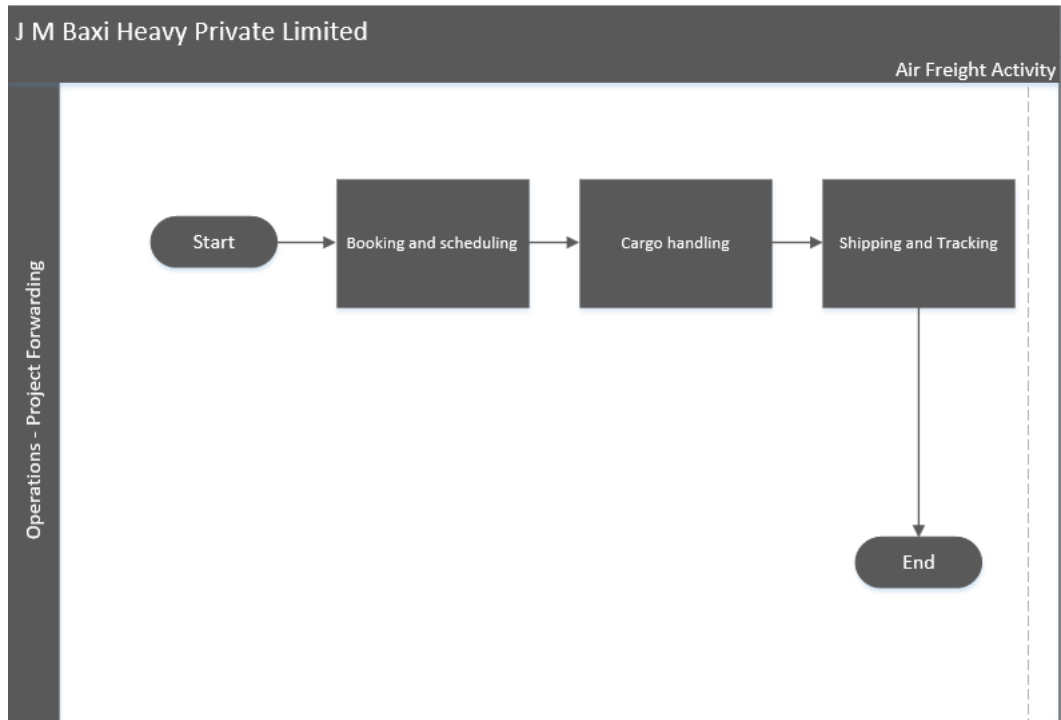 J M Baxi Heavy Private Limited
Air Freight Activity
Operations - Project Forwarding
Start
Booking and scheduling
Cargo handling
Shipping and Tracking
End